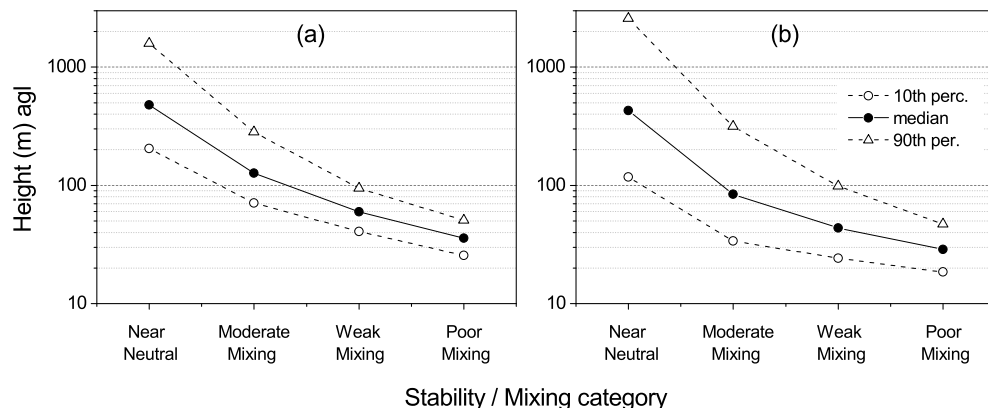 (a)
(b)
1000
100
10
1000
100
10
Height (m) agl
10th perc.
median
90th per.
Near Neutral
Moderate Mixing
Weak Mixing
Poor Mixing
Near Neutral
Moderate Mixing
Weak Mixing
Poor Mixing
Stability / Mixing category